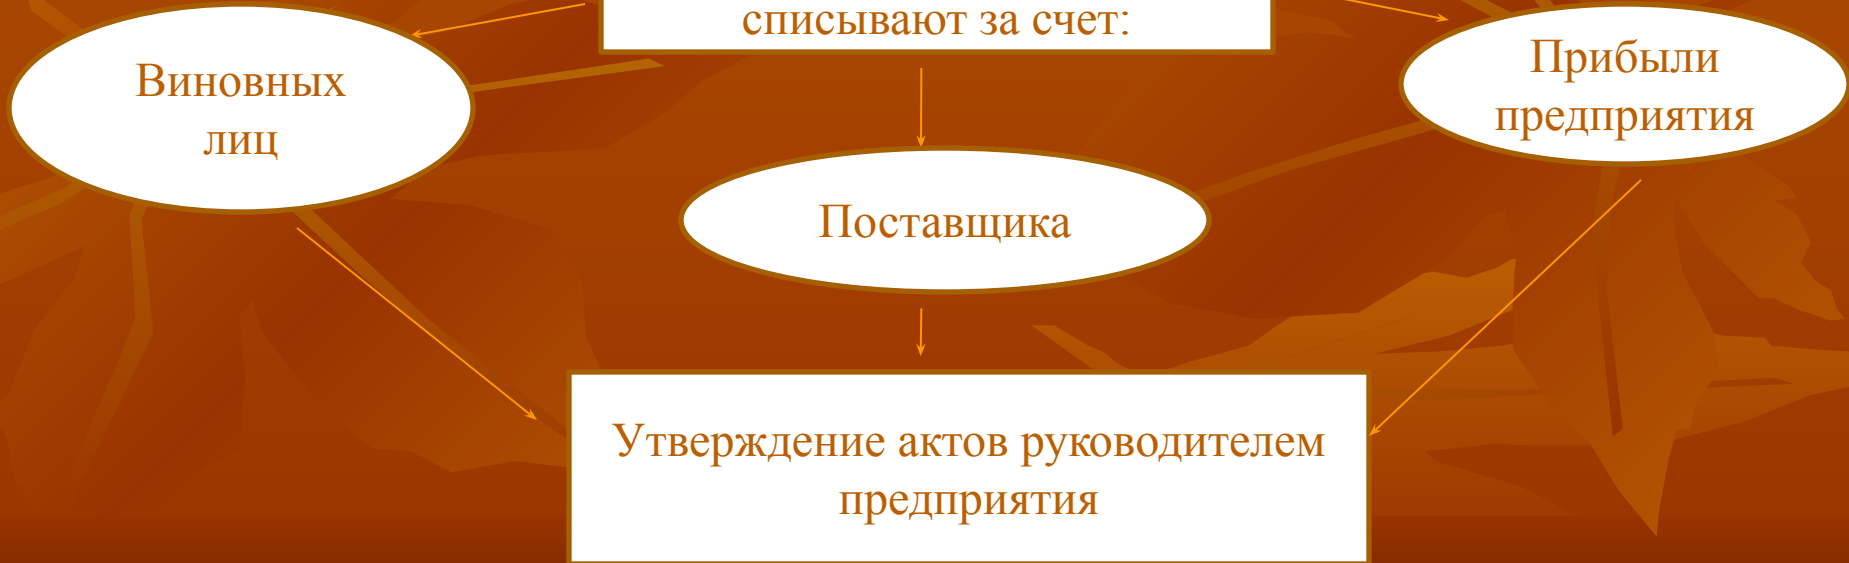 списывают за счет:
Виновных
лиц
Прибыли
предприятия
Поставщика
Утверждение актов руководителем
предприятия